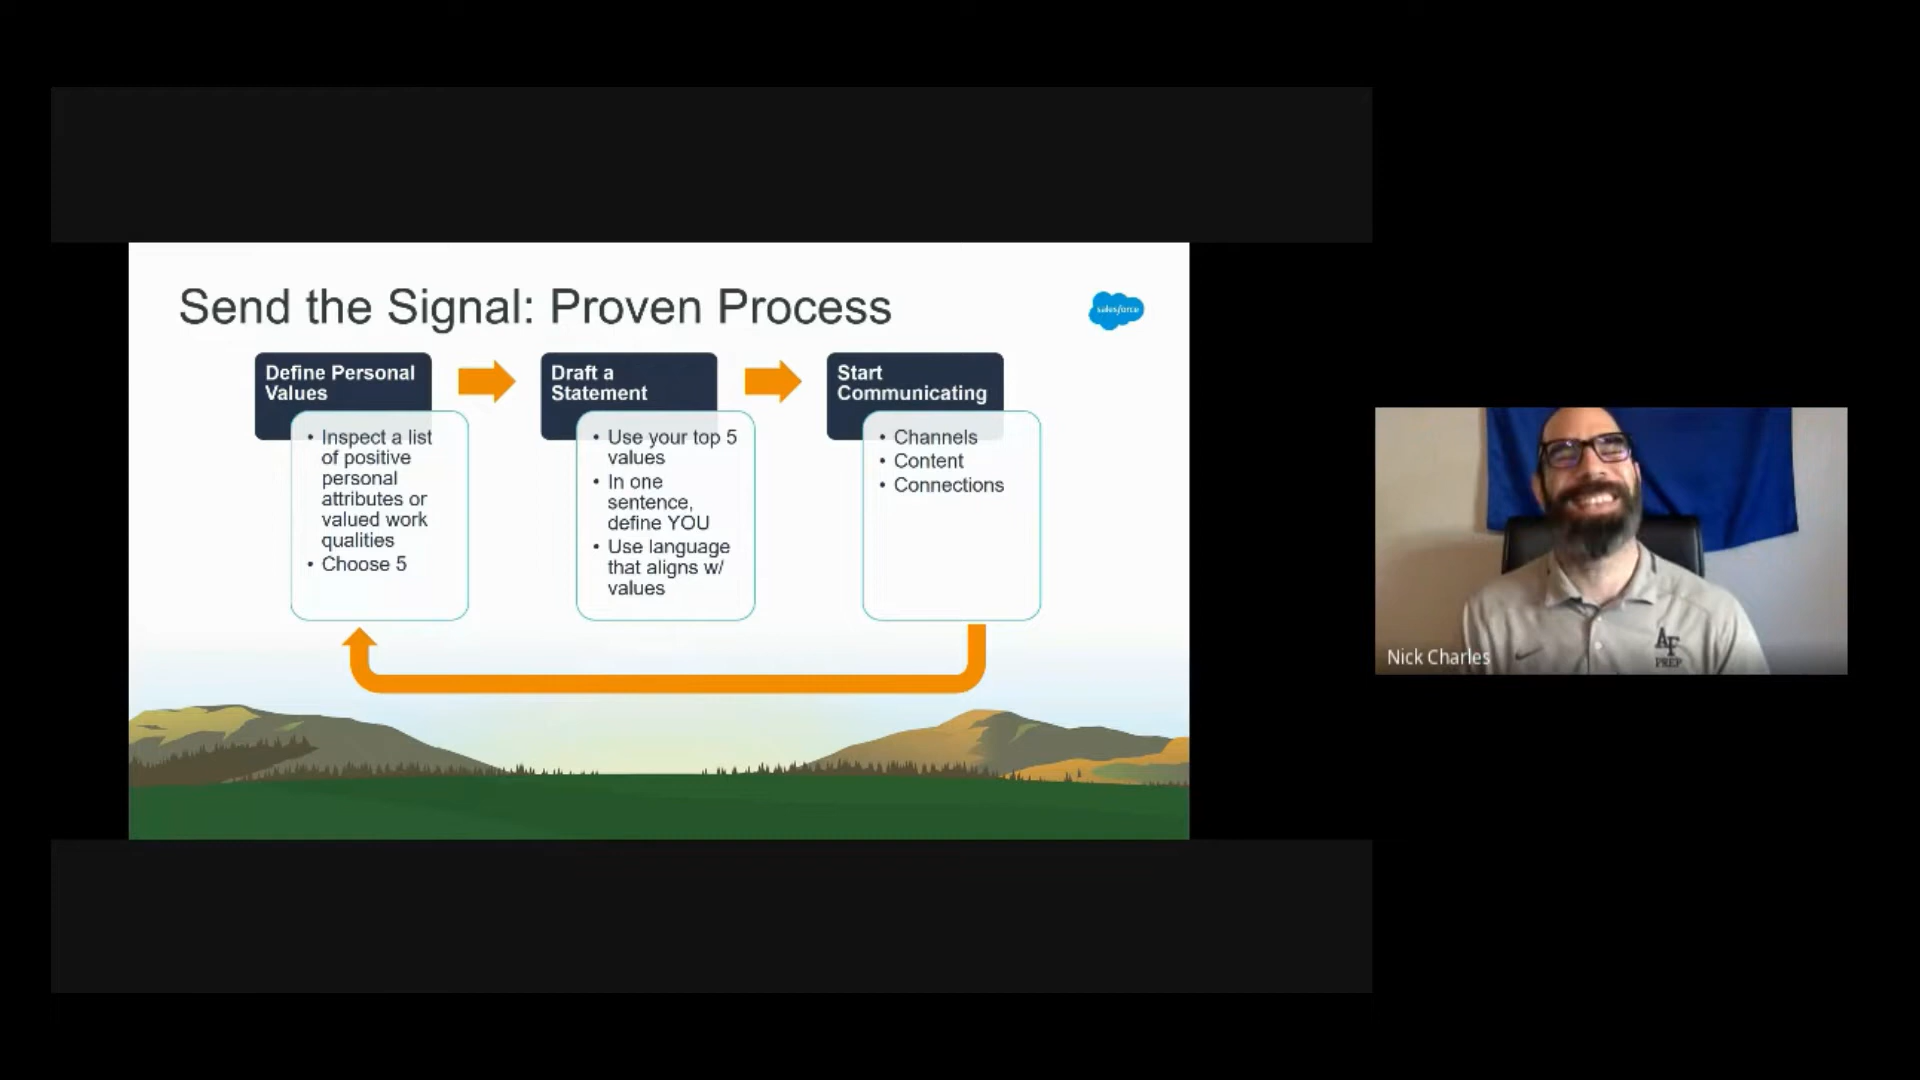 Send the Signal: Proven Process
salesforce
Define Personal
Values
• Inspect a list
of positive
personal
attributes or
valued work
qualities
• Choose 5
Draft a
Statement
• Use your top 5
values
• In one
sentence,
define YOU
• Use language
that aligns w/
values
Start
Communicating
• Channels
• Content
• Connections
AF
PREP
Nick Charles